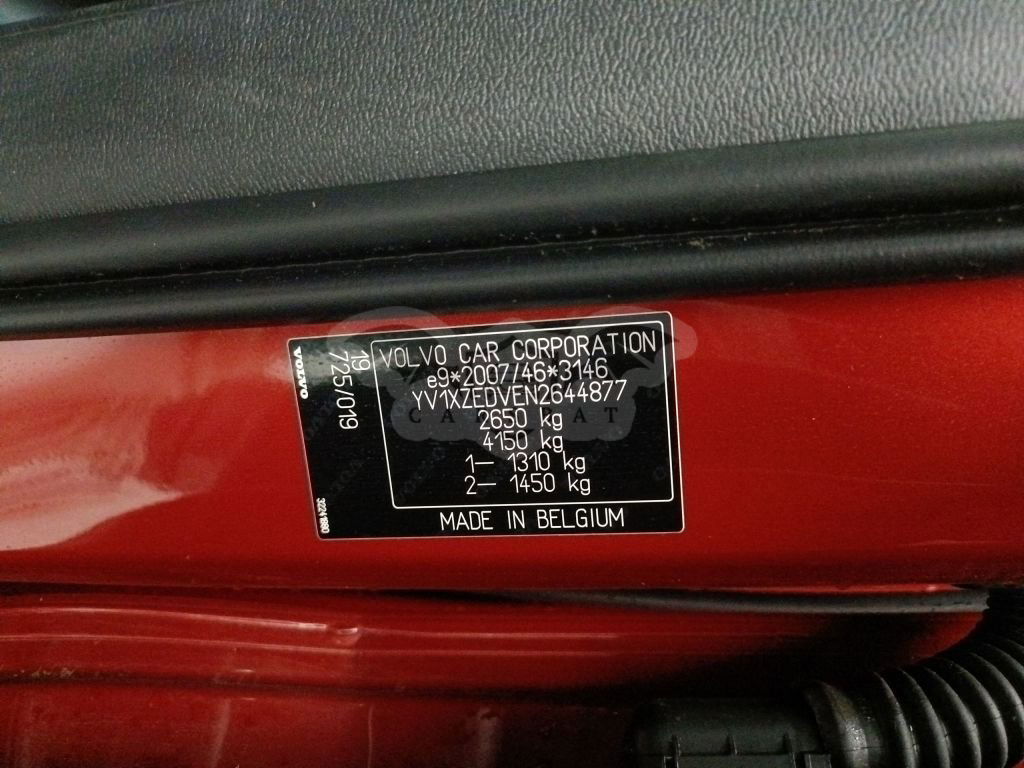 VOLVO
19
725/019
3224880
VOLVO CAR CORPORATION
e9*2007/46*3146
YV1XZEDVEN2644877
2650 kg
4150 kg
1— 1310 kg
2— 1450 kg
MADE IN BELGIUM